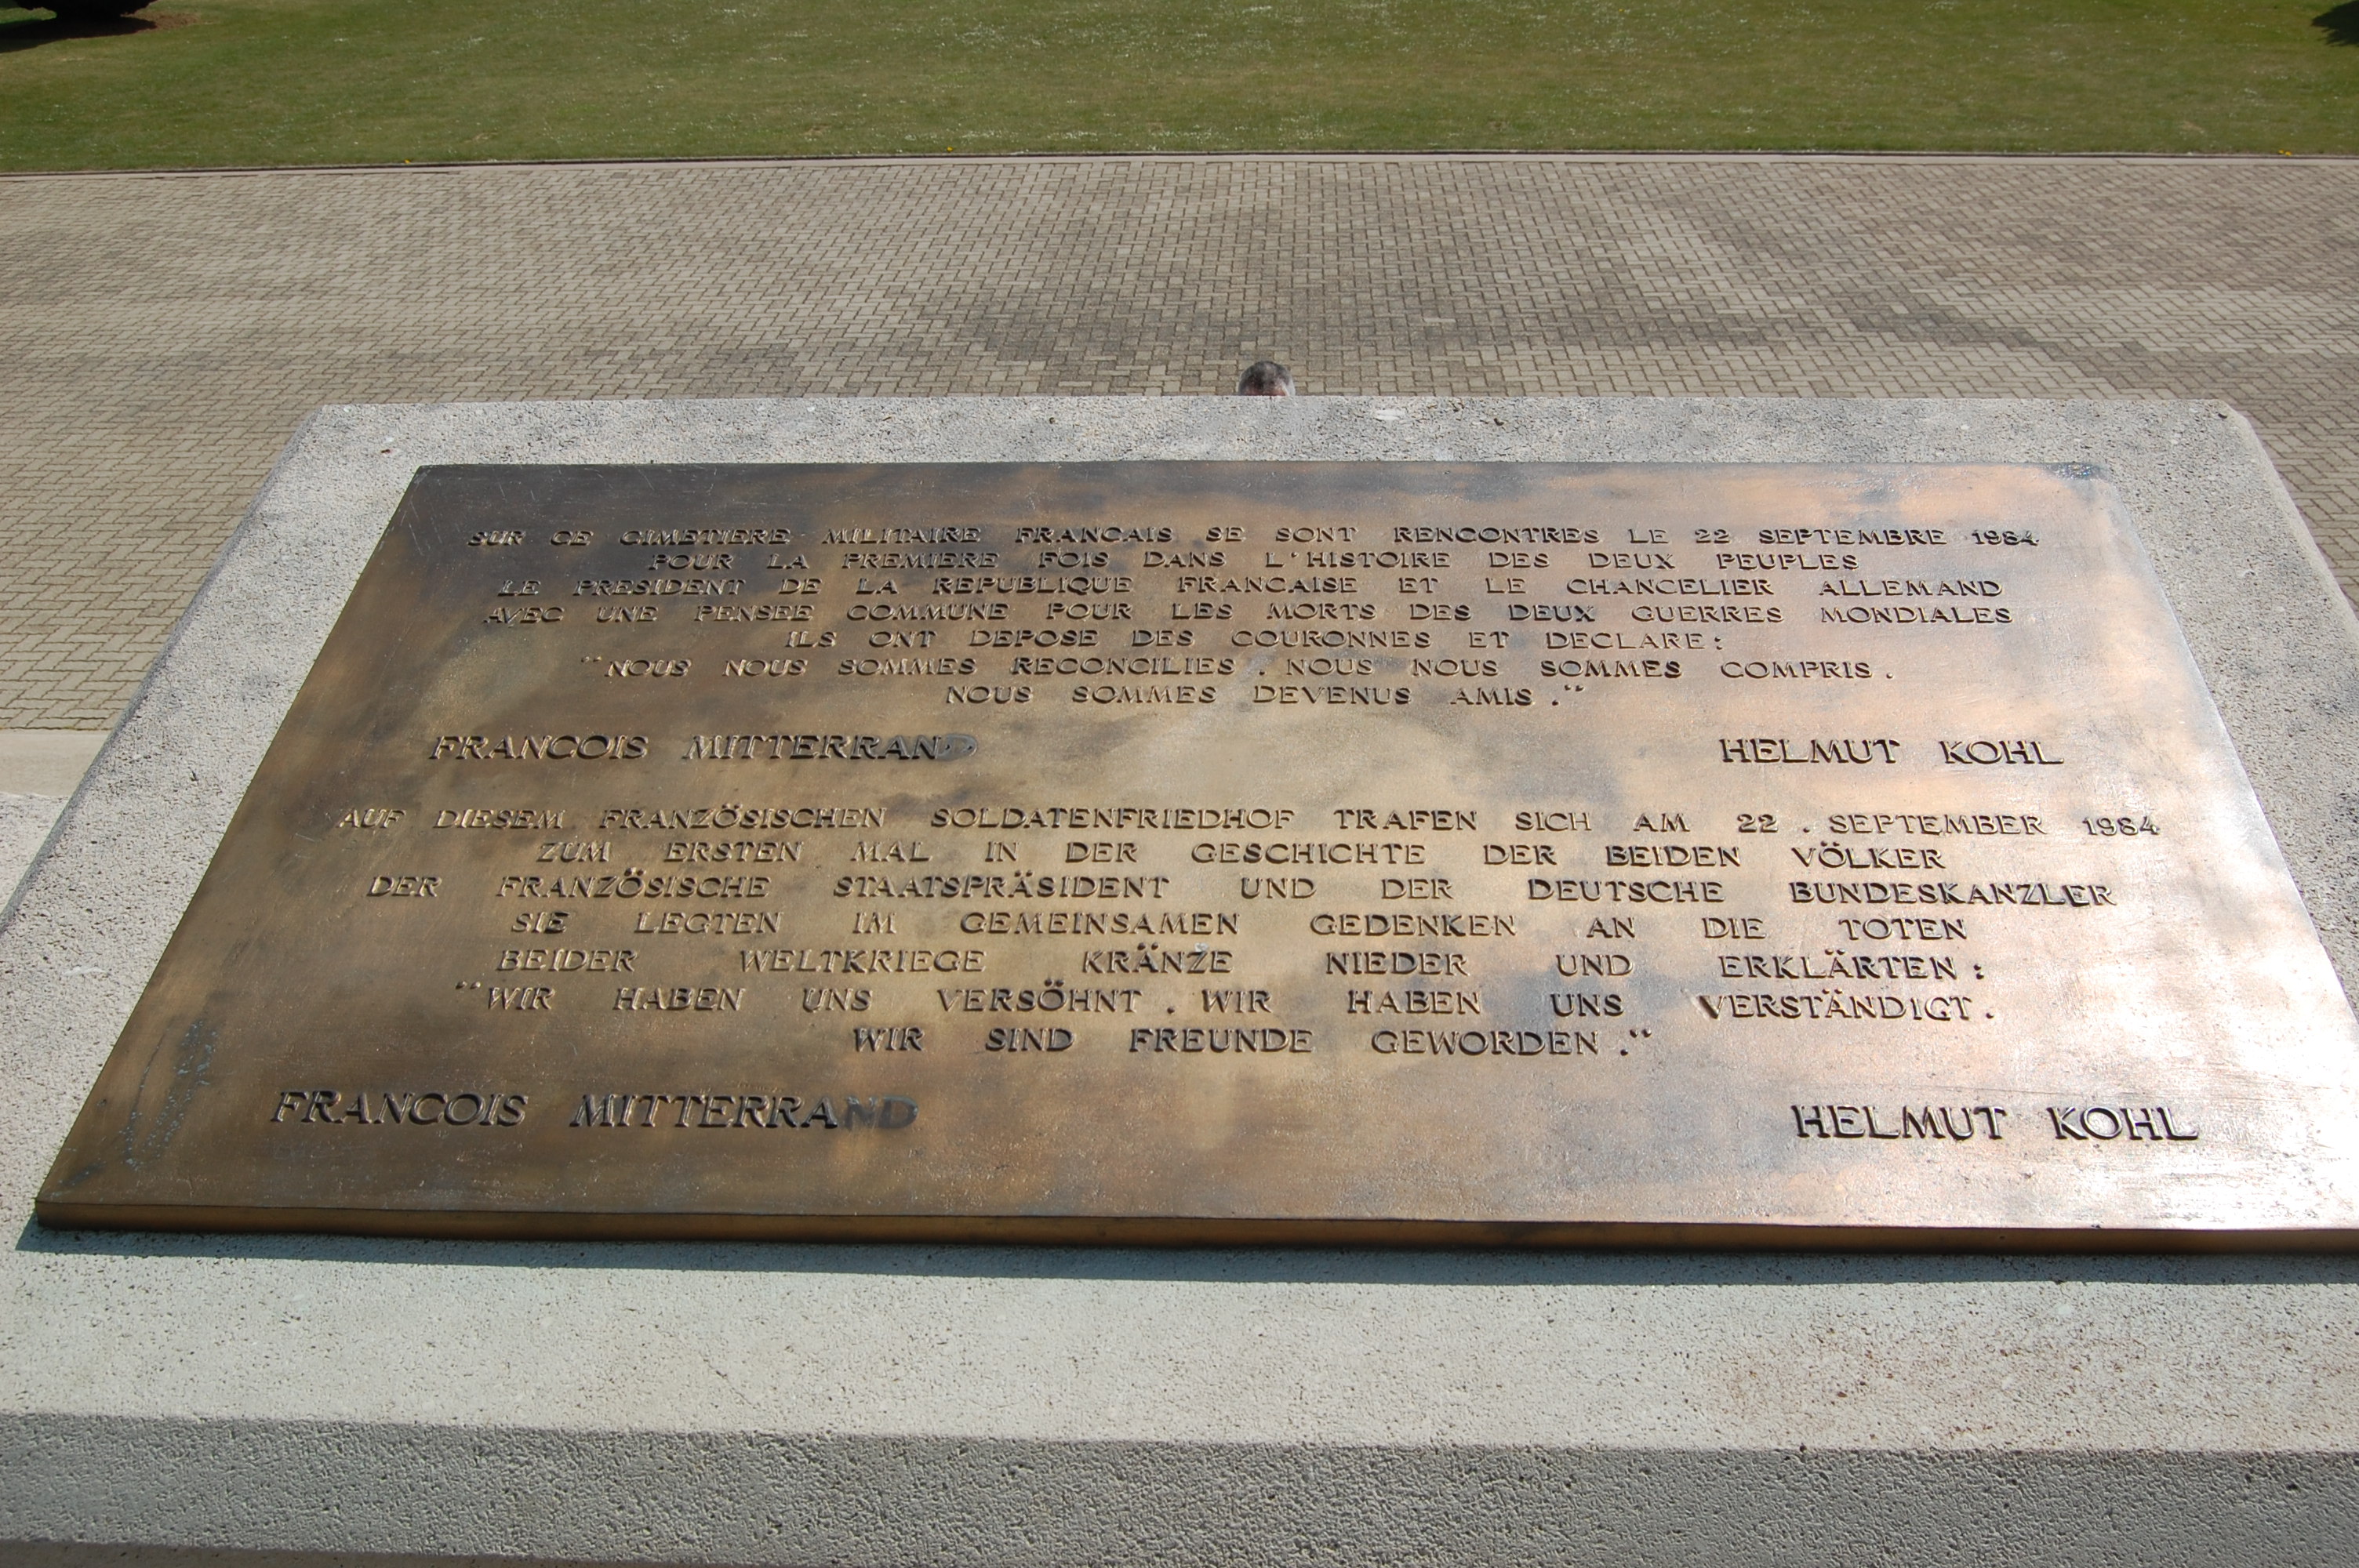 SUR CE CIMETIERE MILITAIRE FRANCAIS SE SONT RENCONTRES LE 22 SEPTEMBRE 1984
POUR LA PREMIERE FOIS DANS L'HISTOIRE DES DEUX PEUPLES
LE PRESIDENT DE LA REPUBLIQUE FRANCAISE ET LE CHANCELIER ALLEMAND
AVEC UNE PENSEE COMMUNE POUR LES MORTS DES DEUX GUERRES MONDIALES
ILS ONT DEPOSE DES COURONNES ET DECLARE:
"NOUS NOUS SOMMES RECONCILIES. NOUS NOUS SOMMES COMPRIS.
NOUS SOMMES DEVENUS AMIS."
FRANCOIS MITTERRAND HELMUT KOHL
AUF DIESEM FRANZÖSISCHEN SOLDATENFRIEDHOF TRAFEN SICH AM 22. SEPTEMBER 1984
ZUM ERSTEN MAL IN DER GESCHICHTE DER BEIDEN VÖLKER
DER FRANZÖSISCHE STAATSPRÄSIDENT UND DER DEUTSCHE BUNDESKANZLER
SIE LEGTEN IM GEMEINSAMEN GEDENKEN AN DIE TOTEN
BEIDER WELTKRIEGE KRÄNZE NIEDER UND ERKLÄRTEN:
"WIR HABEN UNS VERSÖHNT. WIR HABEN UNS VERSTÄNDIGT.
WIR SIND FREUNDE GEWORDEN."
FRANCOIS MITTERRAND HELMUT KOHL